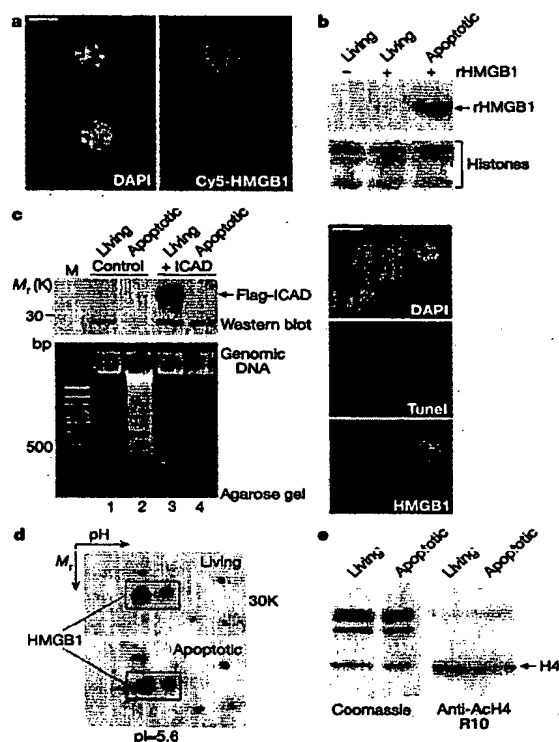 a
DAPI
Cy5-HMGB1
b
Living
Living
Apoptotic
– + + rHMGB1
rHMGB1
Histones
c
Living
Apoptotic
Living
Apoptotic
M Control + ICAD
Mr (K)
Flag-ICAD
30
Western blot
bp
Genomic
DNA
500
Agarose gel
1 2 3 4
DAPI
Tunel
HMGB1
d
pH
Mr
Living
30K
HMGB1
Apoptotic
pI=5.6
e
Living
Apoptotic
Living
Apoptotic
H4
Coomassie
Anti-AcH4
R10